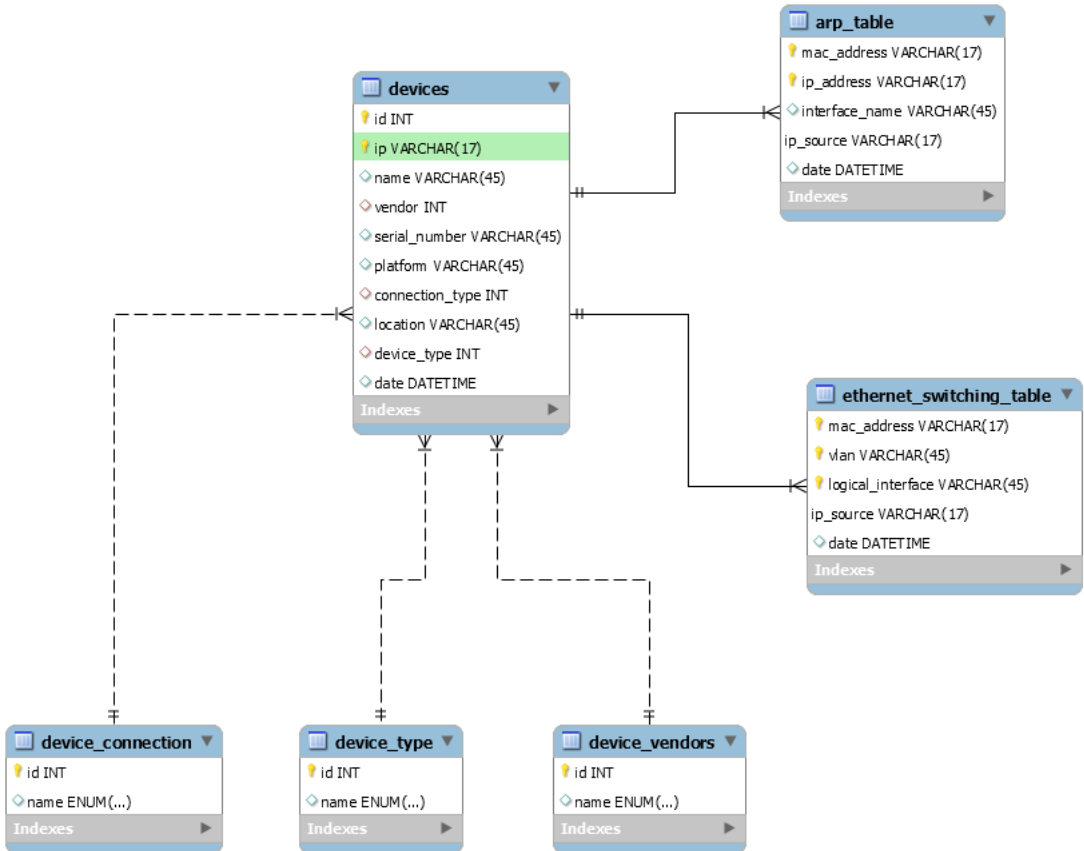 arp_table
mac_address VARCHAR(17)
ip_address VARCHAR(17)
interface_name VARCHAR(45)
ip_source VARCHAR(17)
date DATETIME
Indexes
devices
id INT
ip VARCHAR(17)
name VARCHAR(45)
vendor INT
serial_number VARCHAR(45)
platform VARCHAR(45)
connection_type INT
location VARCHAR(45)
device_type INT
date DATETIME
Indexes
ethernet_switching_table
mac_address VARCHAR(17)
vlan VARCHAR(45)
logical_interface VARCHAR(45)
ip_source VARCHAR(17)
date DATETIME
Indexes
device_connection
id INT
name ENUM(...)
Indexes
device_type
id INT
name ENUM(...)
Indexes
device_vendors
id INT
name ENUM(...)
Indexes